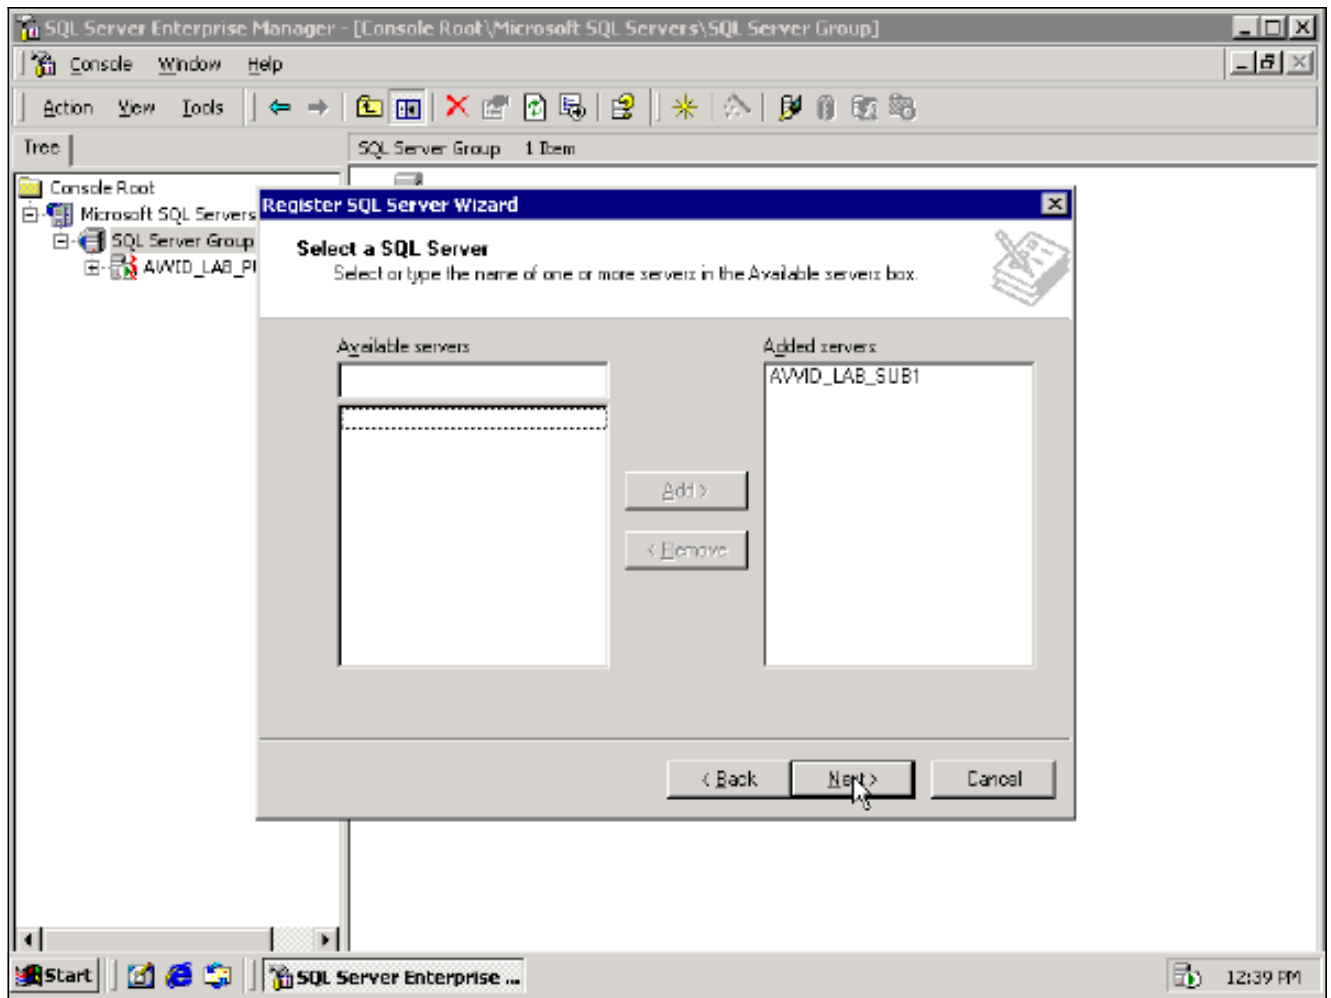 SQL Server Enterprise Manager - [Console Root\Microsoft SQL Servers\SQL Server Group]
Console Window Help
Action View Tools
Tree
SQL Server Group 1 Item
Console Root
Microsoft SQL Servers
SQL Server Group
AVVID_LAB_P
Register SQL Server Wizard
Select a SQL Server
Select or type the name of one or more servers in the Available servers box.
Available servers
Added servers
AVVID_LAB_SUB1
Add >
< Remove
< Back Next > Cancel
Start SQL Server Enterprise ... 12:39 PM